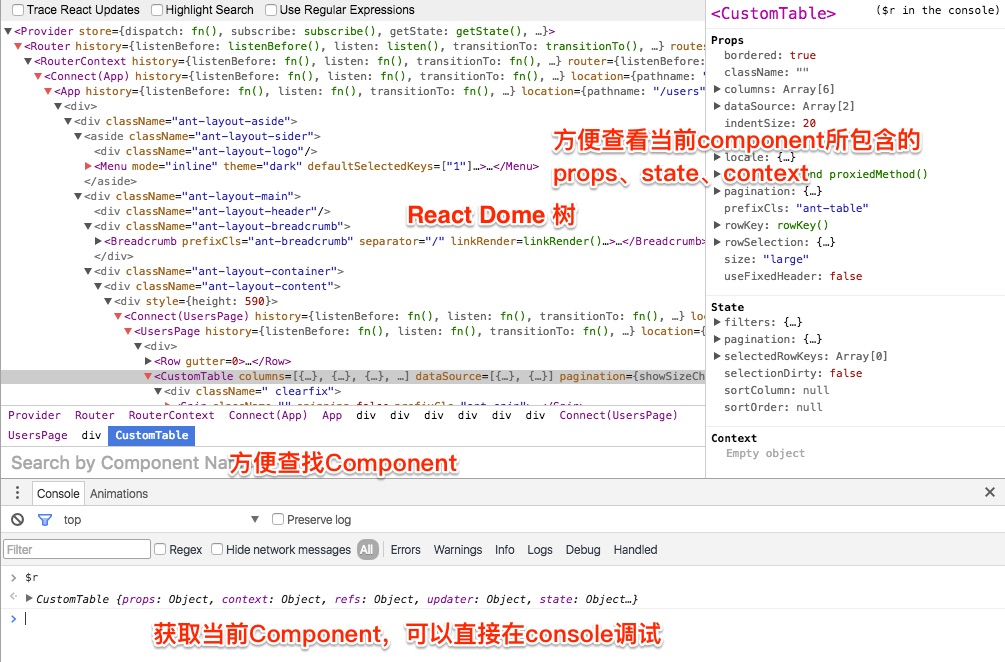 Trace React Updates Highlight Search Use Regular Expressions
<Provider store={dispatch: fn(), subscribe: subscribe(), getState: getState(), …}>
<Router history={listenBefore: listenBefore(), listen: listen(), transitionTo: transitionTo(), …} routes
<RouterContext history={listenBefore: fn(), listen: fn(), transitionTo: fn(), …} router={listenBefore:
<Connect(App) history={listenBefore: fn(), listen: fn(), transitionTo: fn(), …} location={pathname: "
<App history={listenBefore: fn(), listen: fn(), transitionTo: fn(), …} location={pathname: "/users"
<div>
<div className="ant-layout-aside">
<aside className="ant-layout-sider">
<div className="ant-layout-logo"/>
<Menu mode="inline" theme="dark" defaultSelectedKeys=["1"]…>…</Menu>
</aside>
<div className="ant-layout-main">
<div className="ant-layout-header"/>
<div className="ant-layout-breadcrumb">
<Breadcrumb prefixCls="ant-breadcrumb" separator="/" linkRender=linkRender()…>…</Breadcrumb>
</div>
<div className="ant-layout-container">
<div className="ant-layout-content">
<div style={height: 590}>
<Connect(UsersPage) history={listenBefore: fn(), listen: fn(), transitionTo: fn(), …} loc
<UsersPage history={listenBefore: fn(), listen: fn(), transitionTo: fn(), …} location={
<div>
<Row gutter=0>…</Row>
<CustomTable columns=[{…}, {…}, {…}, …] dataSource=[{…}, {…}] pagination={showSizeCh
<div className=" clearfix">
React Dome 树
Provider Router RouterContext Connect(App) App div div div div div div Connect(UsersPage)
UsersPage div CustomTable
Search by Component Na
方便查找Component
<CustomTable> ($r in the console)
Props
bordered: true
className: ""
columns: Array[6]
dataSource: Array[2]
indentSize: 20
方便查看当前component所包含的
props、state、context
locale: {…}
nd proxiedMethod()
pagination: {…}
prefixCls: "ant-table"
rowKey: rowKey()
rowSelection: {…}
size: "large"
useFixedHeader: false
State
filters: {…}
pagination: {…}
selectedRowKeys: Array[0]
selectionDirty: false
sortColumn: null
sortOrder: null
Context
Empty object
Console Animations
top Preserve log
Filter Regex Hide network messages All Errors Warnings Info Logs Debug Handled
> $r
CustomTable {props: Object, context: Object, refs: Object, updater: Object, state: Object…}
>
获取当前Component，可以直接在console调试